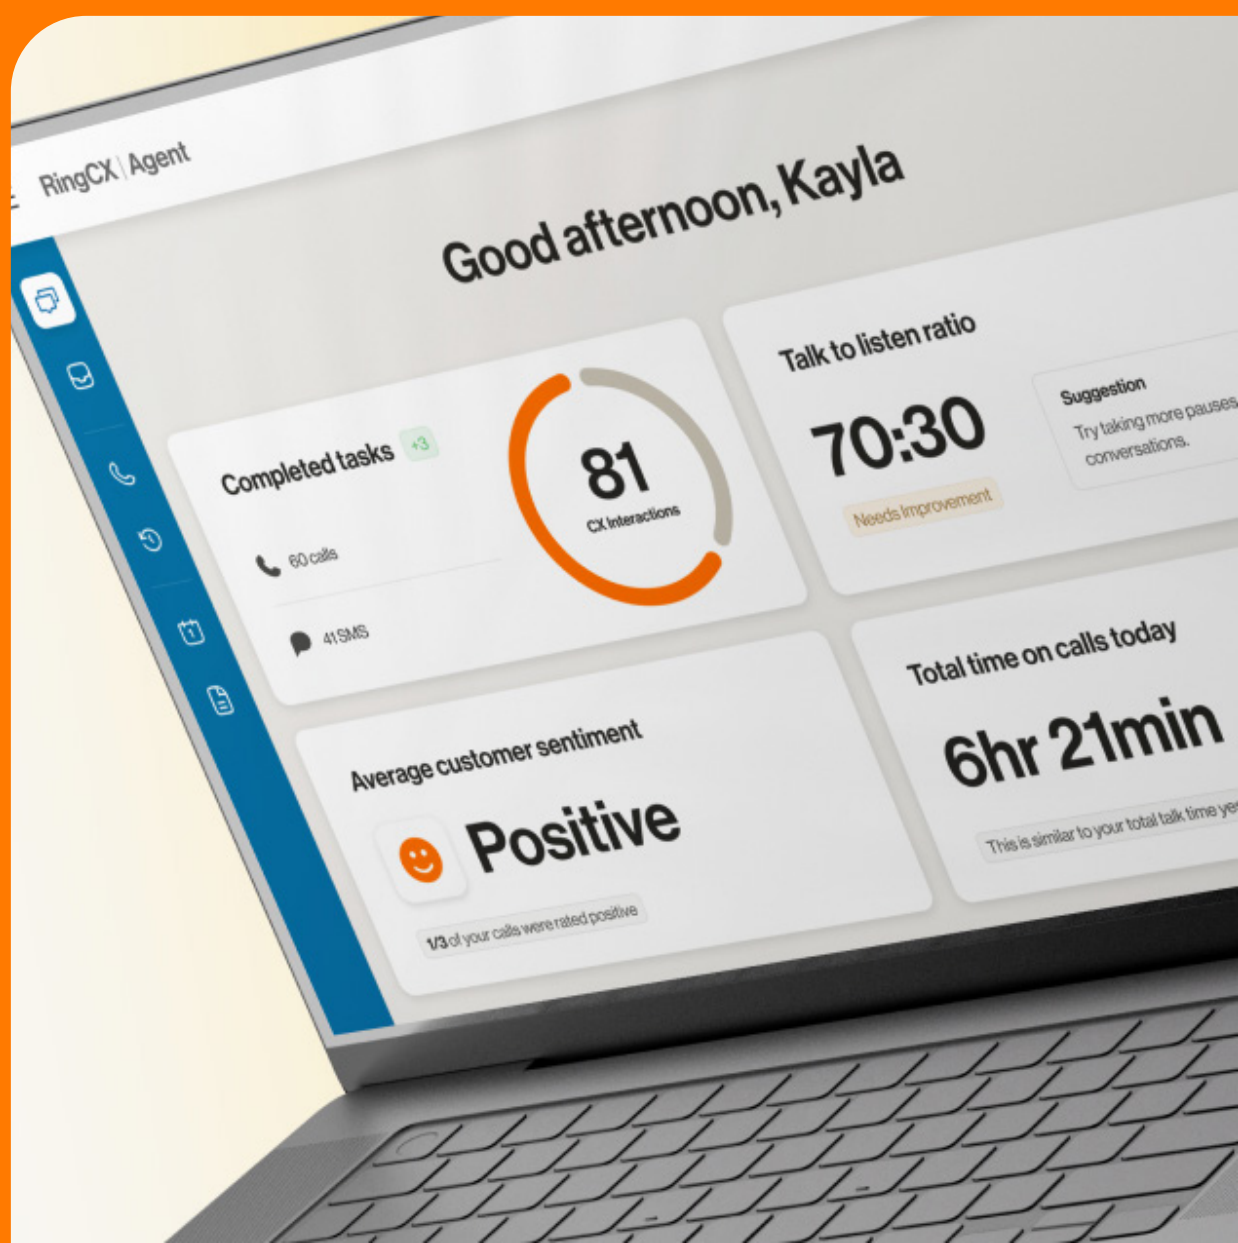 RingCX | Agent
Good afternoon, Kayla
Completed tasks +3
60 calls
41 SMS
81
CX Interactions
Talk to listen ratio
70:30
Needs Improvement
Suggestion
Try taking more pauses
conversations.
Average customer sentiment
Positive
1/3 of your calls were rated positive
Total time on calls today
6hr 21min
This is similar to your total talk time